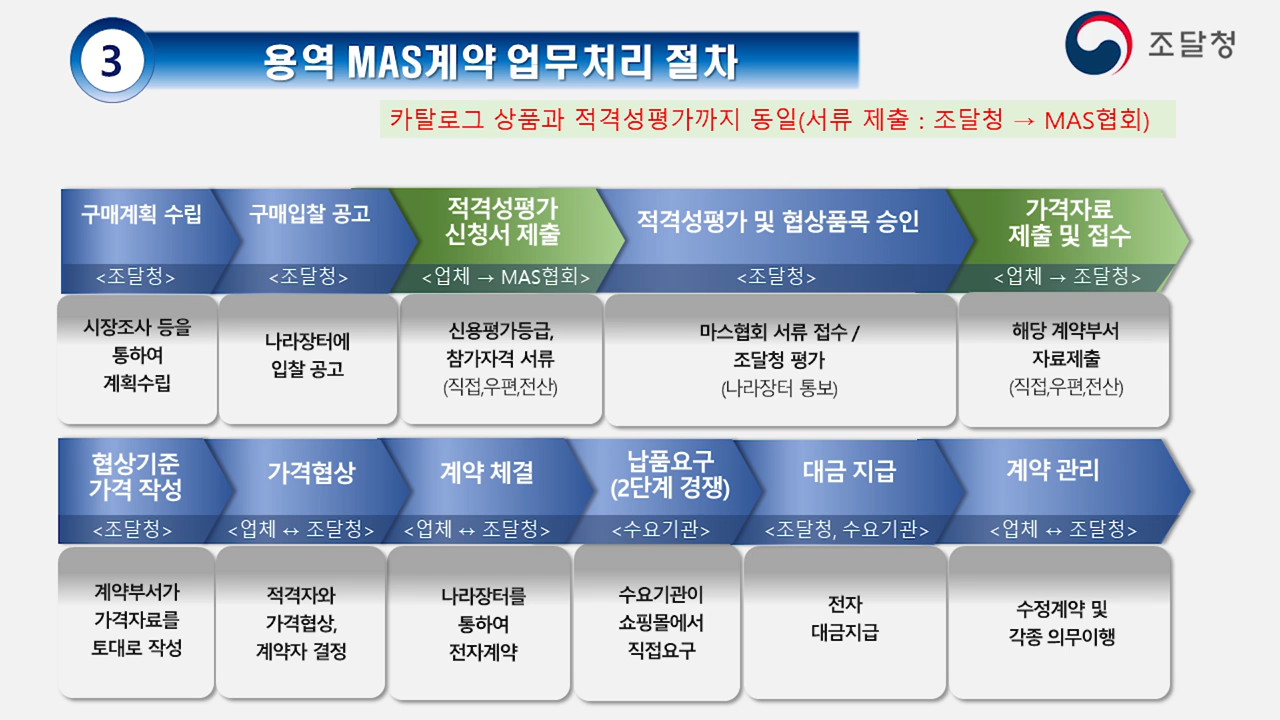 3
용역 MAS계약 업무처리 절차
조달청
카탈로그 상품과 적격성평가까지 동일(서류 제출 : 조달청 → MAS협회)
구매계획 수립
<조달청>
시장조사 등을
통하여
계획수립
구매입찰 공고
<조달청>
나라장터에
입찰 공고
적격성평가
신청서 제출
<업체 → MAS협회>
신용평가등급,
참가자격 서류
(직접,우편,전산)
적격성평가 및 협상품목 승인
<조달청>
마스협회 서류 접수 /
조달청 평가
(나라장터 통보)
가격자료
제출 및 접수
<업체 → 조달청>
해당 계약부서
자료제출
(직접,우편,전산)
협상기준
가격 작성
<조달청>
계약부서가
가격자료를
토대로 작성
가격협상
<업체 ↔ 조달청>
적격자와
가격협상,
계약자 결정
계약 체결
<업체 ↔ 조달청>
나라장터를
통하여
전자계약
납품요구
(2단계 경쟁)
<수요기관>
수요기관이
쇼핑몰에서
직접요구
대금 지급
<조달청, 수요기관>
전자
대금지급
계약 관리
<업체 ↔ 조달청>
수정계약 및
각종 의무이행